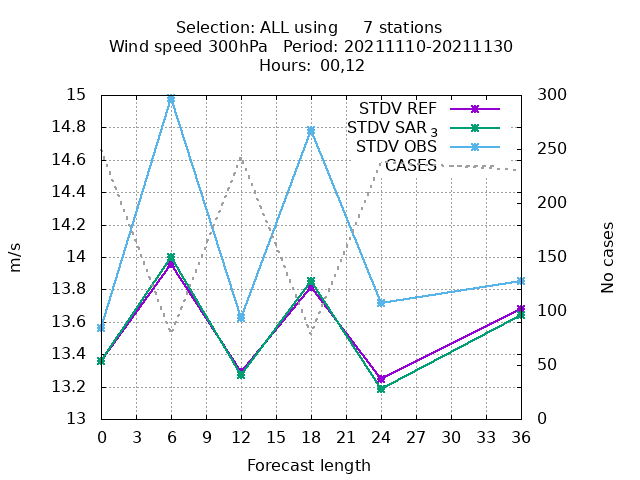 Selection: ALL using     7 stations
Wind speed 300hPa   Period: 20211110-20211130
Hours: 00,12
STDV REF
STDV SAR 3
STDV OBS
CASES
15
14.8
14.6
14.4
14.2
14
13.8
13.6
13.4
13.2
13
m/s
300
250
200
150
100
50
0
No cases
0 3 6 9 12 15 18 21 24 27 30 33 36
Forecast length